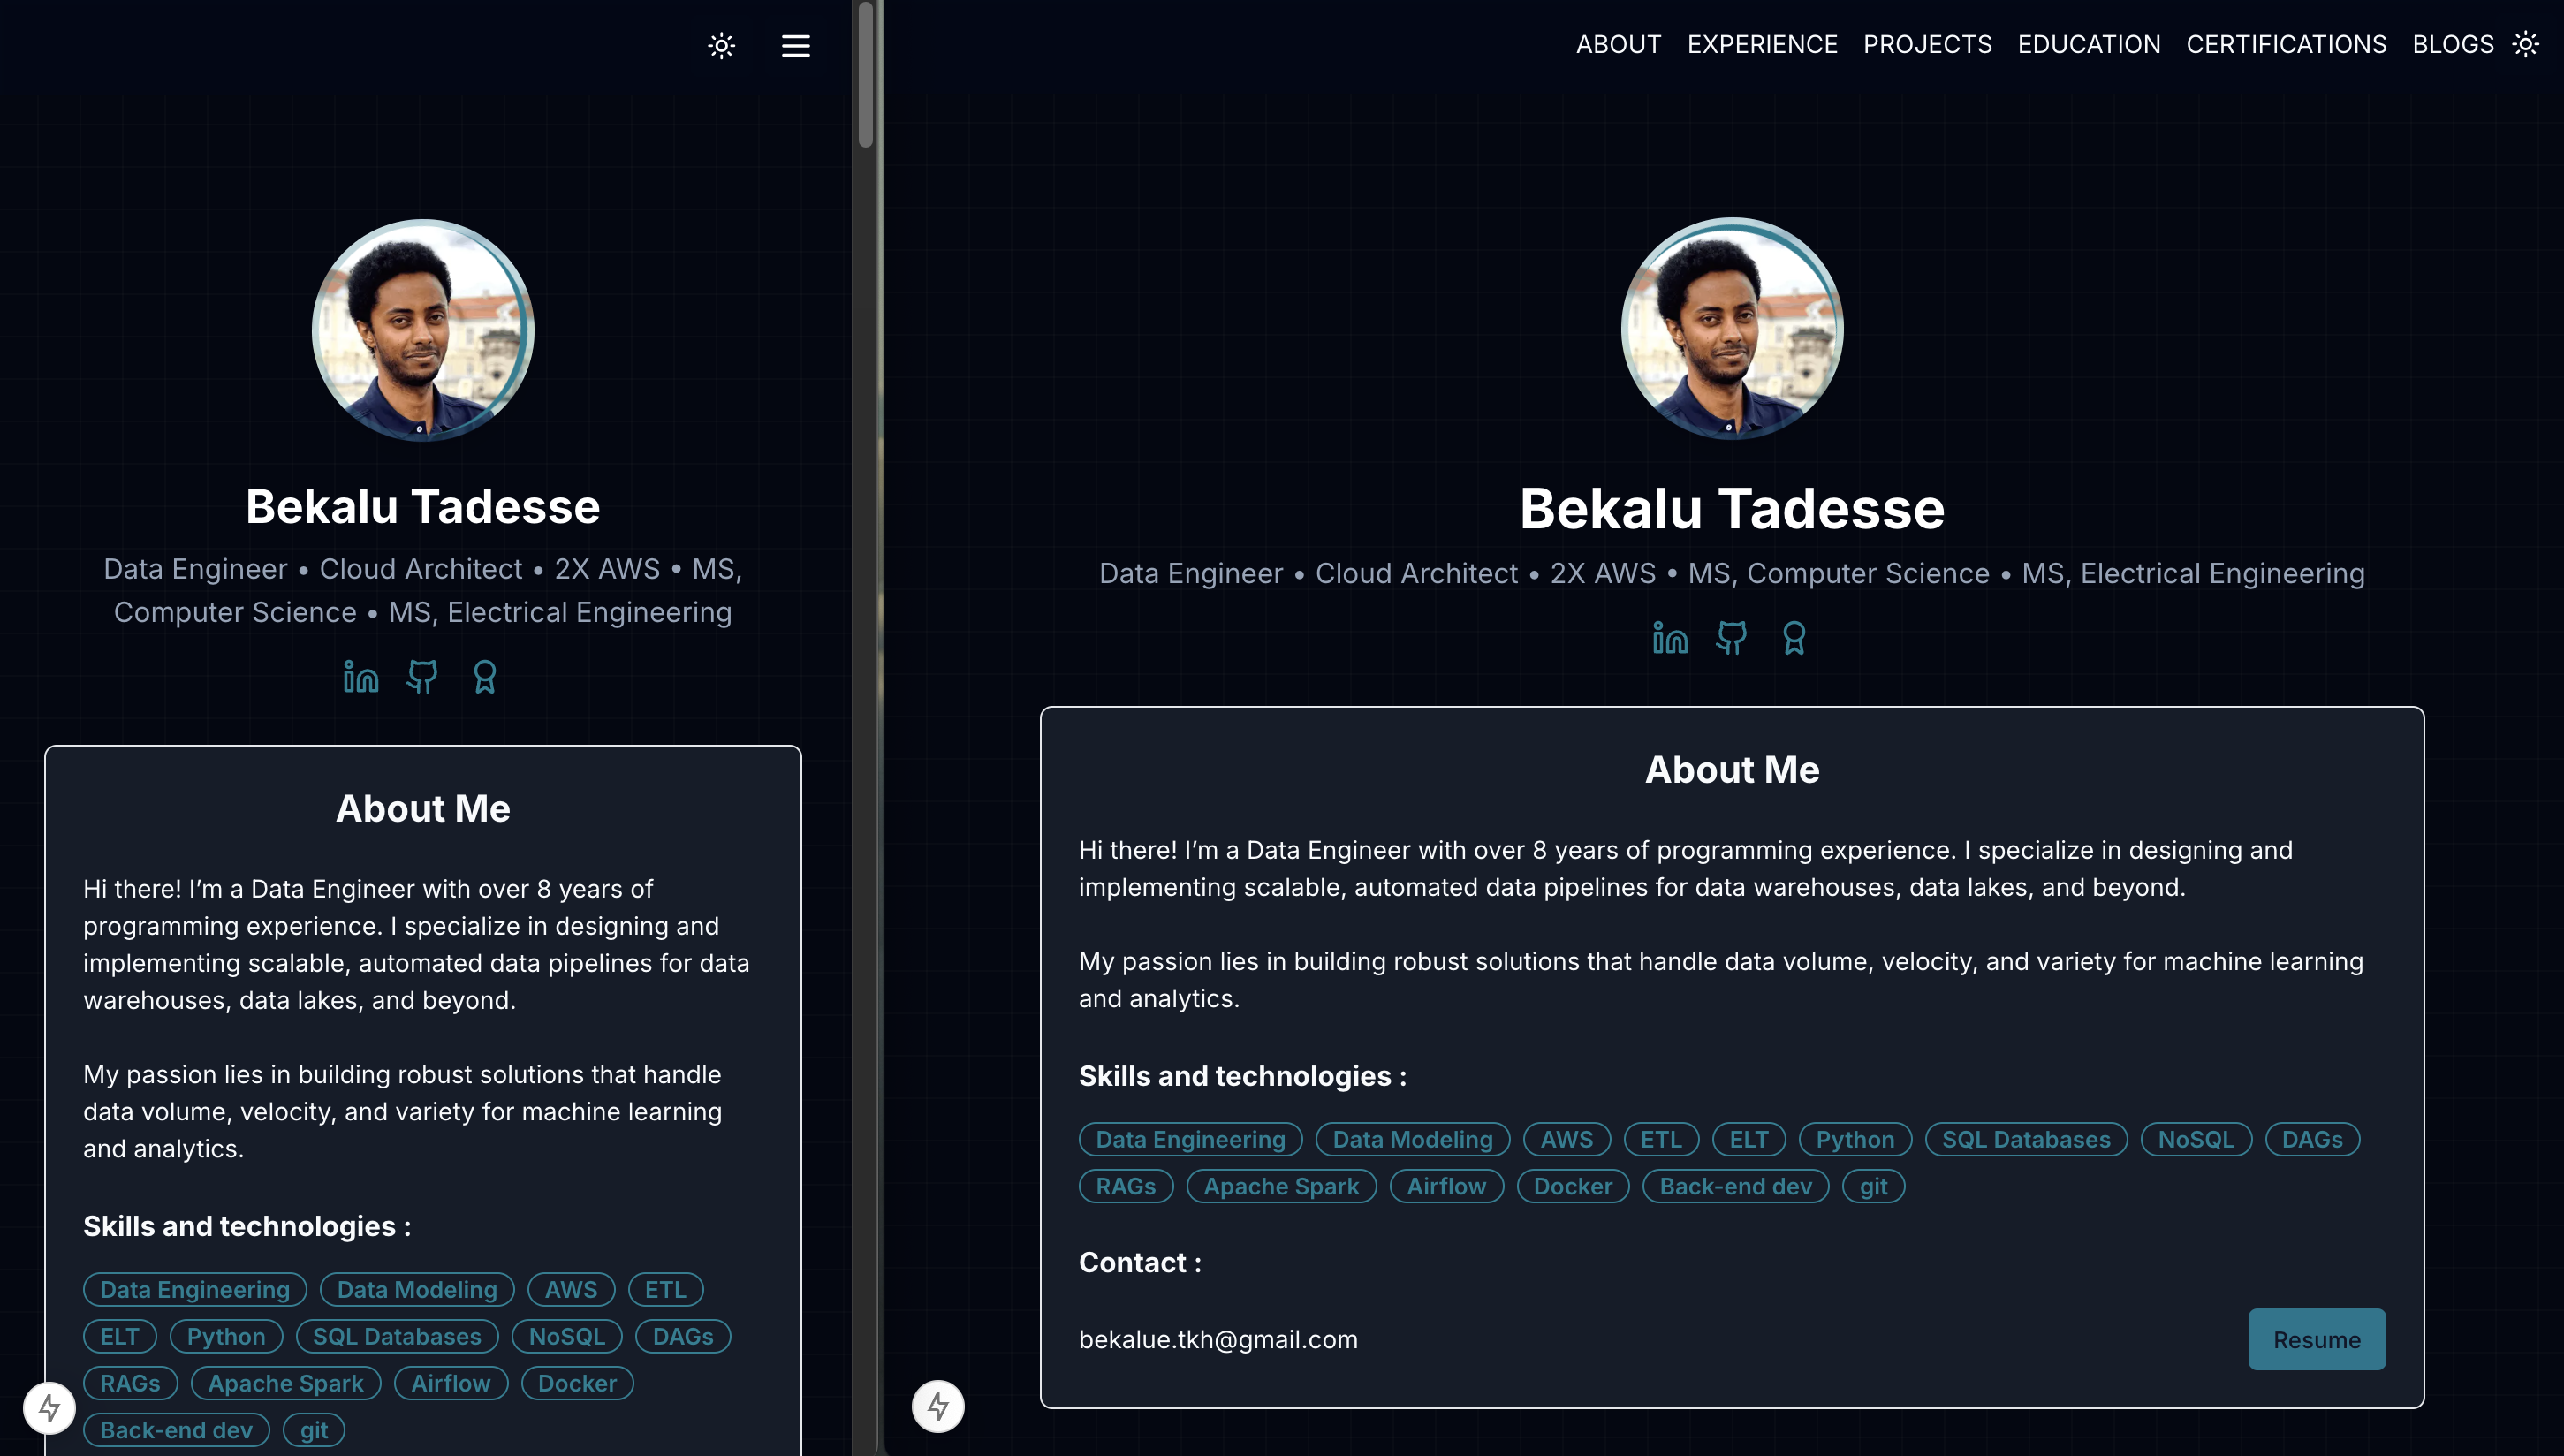 Bekalu Tadesse
Data Engineer • Cloud Architect • 2X AWS • MS,
Computer Science • MS, Electrical Engineering
in
About Me
Hi there! I’m a Data Engineer with over 8 years of
programming experience. I specialize in designing and
implementing scalable, automated data pipelines for data
warehouses, data lakes, and beyond.
My passion lies in building robust solutions that handle
data volume, velocity, and variety for machine learning
and analytics.
Skills and technologies :
Data Engineering Data Modeling AWS ETL
ELT Python SQL Databases NoSQL DAGs
RAGs Apache Spark Airflow Docker
Back-end dev git
ABOUT EXPERIENCE PROJECTS EDUCATION CERTIFICATIONS BLOGS
Bekalu Tadesse
Data Engineer • Cloud Architect • 2X AWS • MS, Computer Science • MS, Electrical Engineering
in
About Me
Hi there! I’m a Data Engineer with over 8 years of programming experience. I specialize in designing and
implementing scalable, automated data pipelines for data warehouses, data lakes, and beyond.
My passion lies in building robust solutions that handle data volume, velocity, and variety for machine learning
and analytics.
Skills and technologies :
Data Engineering Data Modeling AWS ETL ELT Python SQL Databases NoSQL DAGs
RAGs Apache Spark Airflow Docker Back-end dev git
Contact :
bekalue.tkh@gmail.com Resume